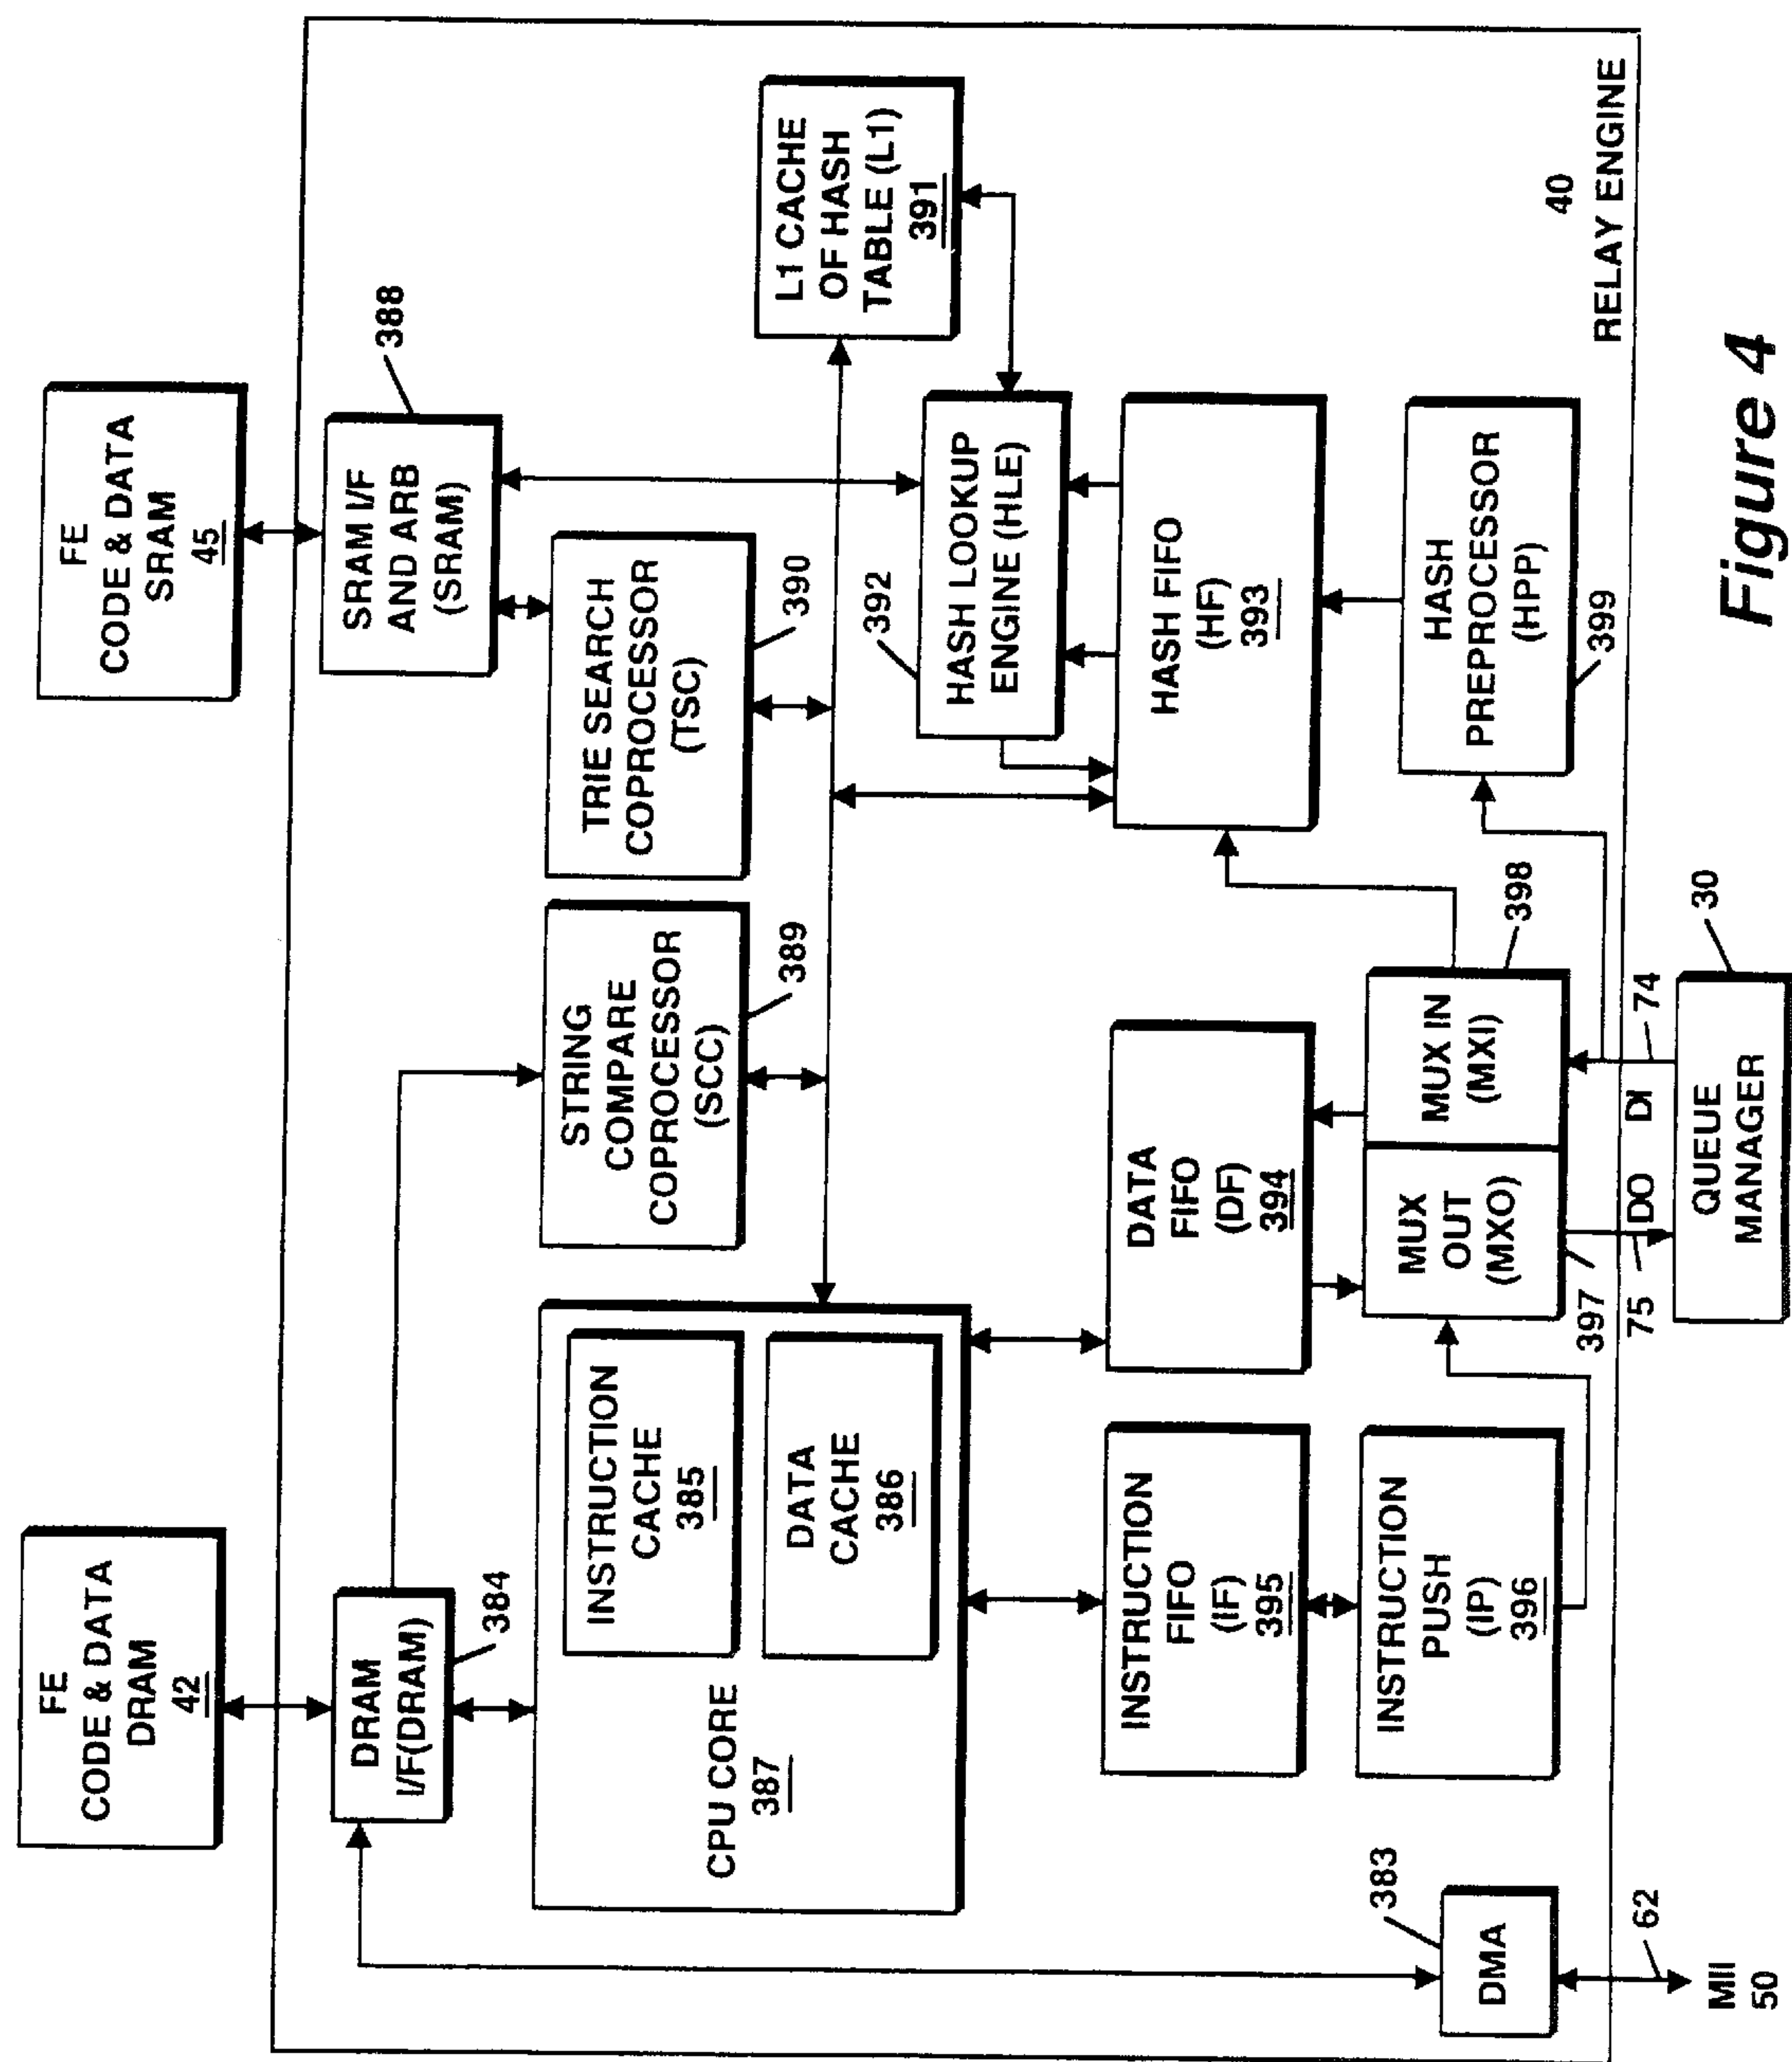 FE
CODE & DATA
DRAM
42
FE
CODE & DATA
SRAM
45
DRAM
I/F(DRAM)
384
SRAM I/F
AND ARB
(SRAM)
388
INSTRUCTION
CACHE
385
DATA
CACHE
386
CPU CORE
387
STRING
COMPARE
COPROCESSOR
(SCC)
389
TRIE SEARCH
COPROCESSOR
(TSC)
390
L1 CACHE
OF HASH
TABLE (L1)
391
392
HASH LOOKUP
ENGINE (HLE)
INSTRUCTION
FIFO
(IF)
395
DATA
FIFO
(DF)
394
HASH FIFO
(HF)
393
383
DMA
INSTRUCTION
PUSH
(IP)
396
MUX
OUT
(MXO)
397
MUX IN
(MXI)
398
HASH
PREPROCESSOR
(HPP)
399
40
RELAY ENGINE
62
MII
50
75
DO
DI
74
30
QUEUE
MANAGER
Figure 4